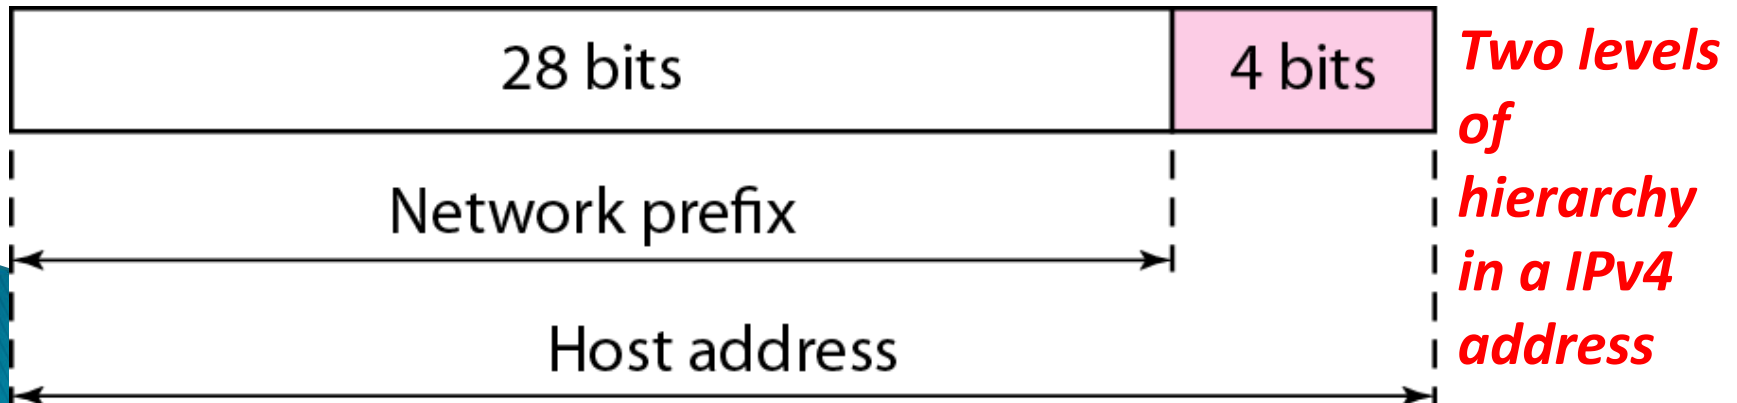 28 bits
4 bits
Network prefix
Host address
Two levels
of
hierarchy
in a IPv4
address